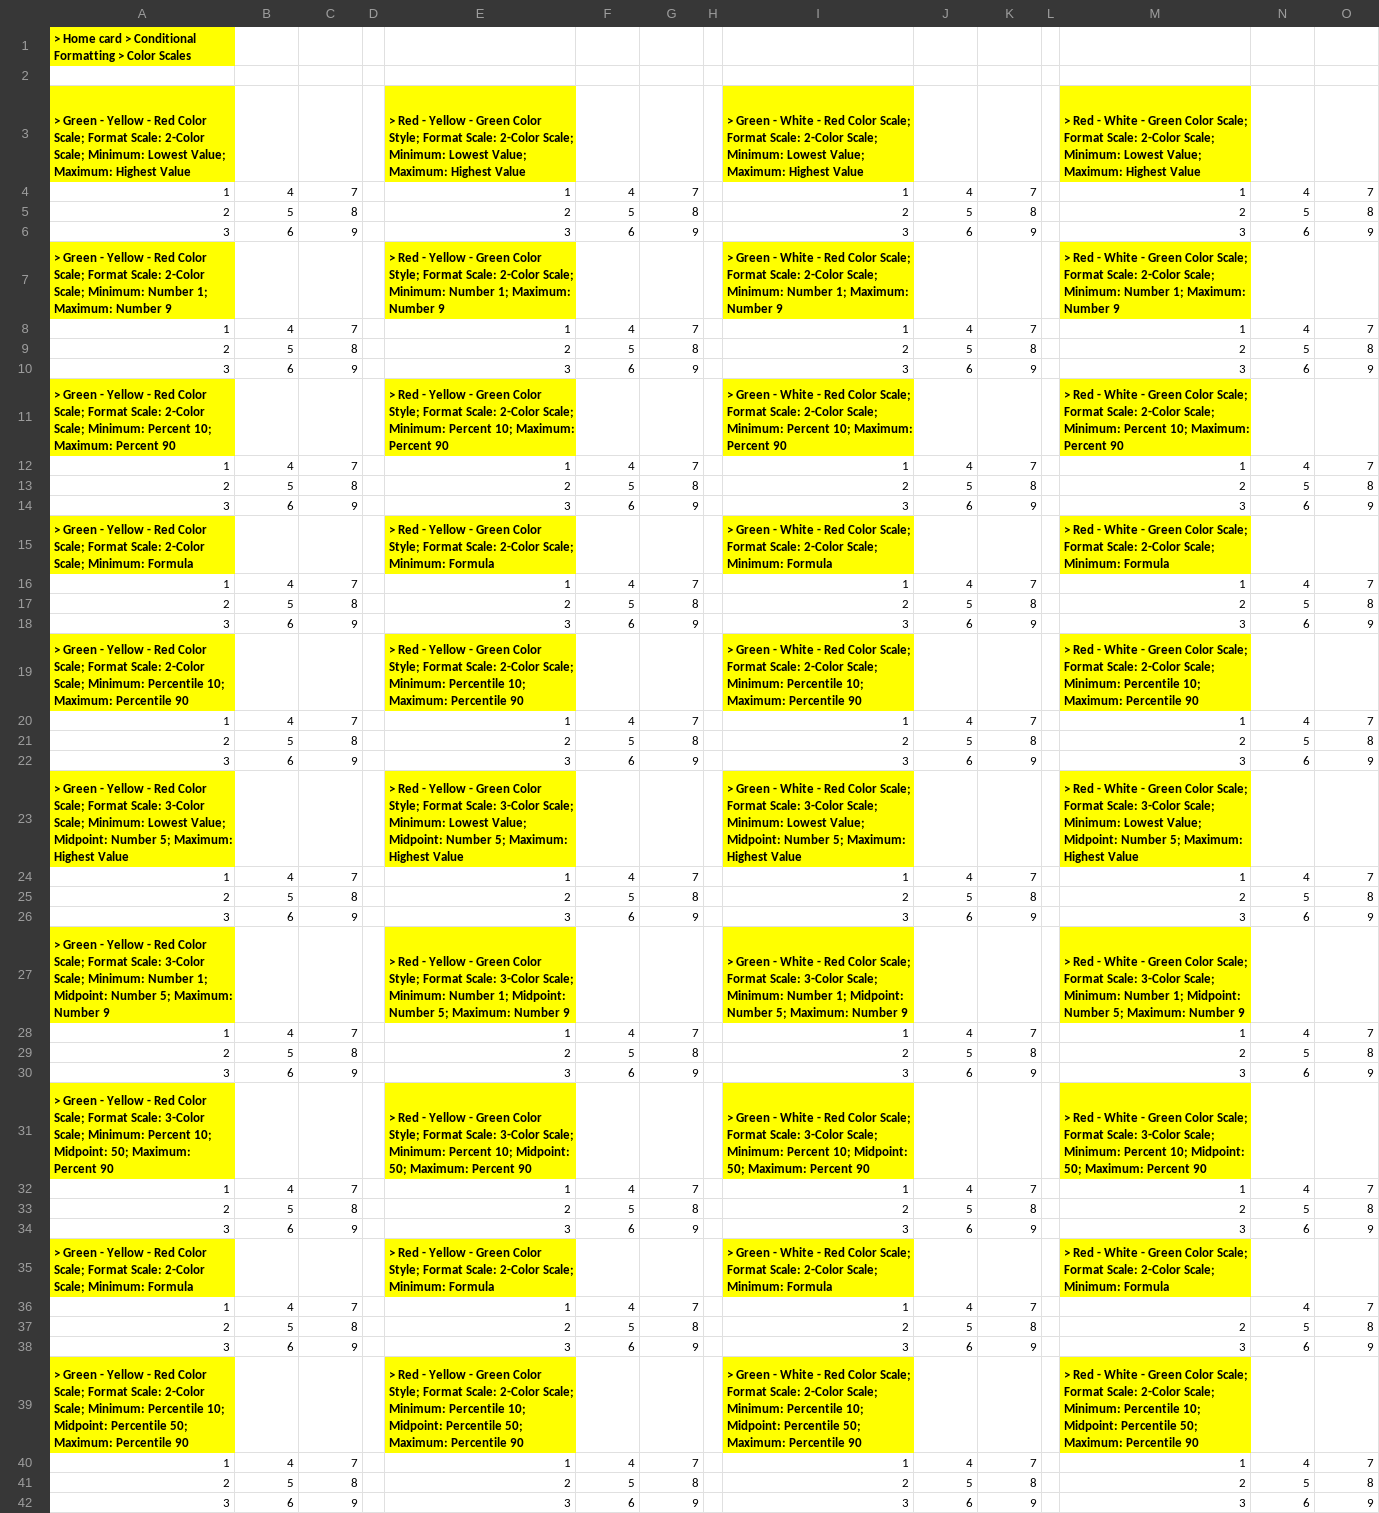 A B C D E F G H I J K L M N O
1 > Home card > Conditional
Formatting > Color Scales
2
3
> Green - Yellow - Red Color
Scale; Format Scale: 2-Color
Scale; Minimum: Lowest Value;
Maximum: Highest Value
> Red - Yellow - Green Color
Style; Format Scale: 2-Color Scale;
Minimum: Lowest Value;
Maximum: Highest Value
> Green - White - Red Color Scale;
Format Scale: 2-Color Scale;
Minimum: Lowest Value;
Maximum: Highest Value
> Red - White - Green Color Scale;
Format Scale: 2-Color Scale;
Minimum: Lowest Value;
Maximum: Highest Value
4 1 4 7 1 4 7 1 4 7 1 4 7
5 2 5 8 2 5 8 2 5 8 2 5 8
6 3 6 9 3 6 9 3 6 9 3 6 9
7
> Green - Yellow - Red Color
Scale; Format Scale: 2-Color
Scale; Minimum: Number 1;
Maximum: Number 9
> Red - Yellow - Green Color
Style; Format Scale: 2-Color Scale;
Minimum: Number 1; Maximum:
Number 9
> Green - White - Red Color Scale;
Format Scale: 2-Color Scale;
Minimum: Number 1; Maximum:
Number 9
> Red - White - Green Color Scale;
Format Scale: 2-Color Scale;
Minimum: Number 1; Maximum:
Number 9
8 1 4 7 1 4 7 1 4 7 1 4 7
9 2 5 8 2 5 8 2 5 8 2 5 8
10 3 6 9 3 6 9 3 6 9 3 6 9
11
> Green - Yellow - Red Color
Scale; Format Scale: 2-Color
Scale; Minimum: Percent 10;
Maximum: Percent 90
> Red - Yellow - Green Color
Style; Format Scale: 2-Color Scale;
Minimum: Percent 10; Maximum:
Percent 90
> Green - White - Red Color Scale;
Format Scale: 2-Color Scale;
Minimum: Percent 10; Maximum:
Percent 90
> Red - White - Green Color Scale;
Format Scale: 2-Color Scale;
Minimum: Percent 10; Maximum:
Percent 90
12 1 4 7 1 4 7 1 4 7 1 4 7
13 2 5 8 2 5 8 2 5 8 2 5 8
14 3 6 9 3 6 9 3 6 9 3 6 9
15
> Green - Yellow - Red Color
Scale; Format Scale: 2-Color
Scale; Minimum: Formula
> Red - Yellow - Green Color
Style; Format Scale: 2-Color Scale;
Minimum: Formula
> Green - White - Red Color Scale;
Format Scale: 2-Color Scale;
Minimum: Formula
> Red - White - Green Color Scale;
Format Scale: 2-Color Scale;
Minimum: Formula
16 1 4 7 1 4 7 1 4 7 1 4 7
17 2 5 8 2 5 8 2 5 8 2 5 8
18 3 6 9 3 6 9 3 6 9 3 6 9
19
> Green - Yellow - Red Color
Scale; Format Scale: 2-Color
Scale; Minimum: Percentile 10;
Maximum: Percentile 90
> Red - Yellow - Green Color
Style; Format Scale: 2-Color Scale;
Minimum: Percentile 10;
Maximum: Percentile 90
> Green - White - Red Color Scale;
Format Scale: 2-Color Scale;
Minimum: Percentile 10;
Maximum: Percentile 90
> Red - White - Green Color Scale;
Format Scale: 2-Color Scale;
Minimum: Percentile 10;
Maximum: Percentile 90
20 1 4 7 1 4 7 1 4 7 1 4 7
21 2 5 8 2 5 8 2 5 8 2 5 8
22 3 6 9 3 6 9 3 6 9 3 6 9
23
> Green - Yellow - Red Color
Scale; Format Scale: 3-Color
Scale; Minimum: Lowest Value;
Midpoint: Number 5; Maximum:
Highest Value
> Red - Yellow - Green Color
Style; Format Scale: 3-Color Scale;
Minimum: Lowest Value;
Midpoint: Number 5; Maximum:
Highest Value
> Green - White - Red Color Scale;
Format Scale: 3-Color Scale;
Minimum: Lowest Value;
Midpoint: Number 5; Maximum:
Highest Value
> Red - White - Green Color Scale;
Format Scale: 3-Color Scale;
Minimum: Lowest Value;
Midpoint: Number 5; Maximum:
Highest Value
24 1 4 7 1 4 7 1 4 7 1 4 7
25 2 5 8 2 5 8 2 5 8 2 5 8
26 3 6 9 3 6 9 3 6 9 3 6 9
27
> Green - Yellow - Red Color
Scale; Format Scale: 3-Color
Scale; Minimum: Number 1;
Midpoint: Number 5; Maximum:
Number 9
> Red - Yellow - Green Color
Style; Format Scale: 3-Color Scale;
Minimum: Number 1; Midpoint:
Number 5; Maximum: Number 9
> Green - White - Red Color Scale;
Format Scale: 3-Color Scale;
Minimum: Number 1; Midpoint:
Number 5; Maximum: Number 9
> Red - White - Green Color Scale;
Format Scale: 3-Color Scale;
Minimum: Number 1; Midpoint:
Number 5; Maximum: Number 9
28 1 4 7 1 4 7 1 4 7 1 4 7
29 2 5 8 2 5 8 2 5 8 2 5 8
30 3 6 9 3 6 9 3 6 9 3 6 9
31
> Green - Yellow - Red Color
Scale; Format Scale: 3-Color
Scale; Minimum: Percent 10;
Midpoint: 50; Maximum:
Percent 90
> Red - Yellow - Green Color
Style; Format Scale: 3-Color Scale;
Minimum: Percent 10; Midpoint:
50; Maximum: Percent 90
> Green - White - Red Color Scale;
Format Scale: 3-Color Scale;
Minimum: Percent 10; Midpoint:
50; Maximum: Percent 90
> Red - White - Green Color Scale;
Format Scale: 3-Color Scale;
Minimum: Percent 10; Midpoint:
50; Maximum: Percent 90
32 1 4 7 1 4 7 1 4 7 1 4 7
33 2 5 8 2 5 8 2 5 8 2 5 8
34 3 6 9 3 6 9 3 6 9 3 6 9
35
> Green - Yellow - Red Color
Scale; Format Scale: 2-Color
Scale; Minimum: Formula
> Red - Yellow - Green Color
Style; Format Scale: 2-Color Scale;
Minimum: Formula
> Green - White - Red Color Scale;
Format Scale: 2-Color Scale;
Minimum: Formula
> Red - White - Green Color Scale;
Format Scale: 2-Color Scale;
Minimum: Formula
36 1 4 7 1 4 7 1 4 7 4 7
37 2 5 8 2 5 8 2 5 8 2 5 8
38 3 6 9 3 6 9 3 6 9 3 6 9
39
> Green - Yellow - Red Color
Scale; Format Scale: 2-Color
Scale; Minimum: Percentile 10;
Midpoint: Percentile 50;
Maximum: Percentile 90
> Red - Yellow - Green Color
Style; Format Scale: 2-Color Scale;
Minimum: Percentile 10;
Midpoint: Percentile 50;
Maximum: Percentile 90
> Green - White - Red Color Scale;
Format Scale: 2-Color Scale;
Minimum: Percentile 10;
Midpoint: Percentile 50;
Maximum: Percentile 90
> Red - White - Green Color Scale;
Format Scale: 2-Color Scale;
Minimum: Percentile 10;
Midpoint: Percentile 50;
Maximum: Percentile 90
40 1 4 7 1 4 7 1 4 7 1 4 7
41 2 5 8 2 5 8 2 5 8 2 5 8
42 3 6 9 3 6 9 3 6 9 3 6 9